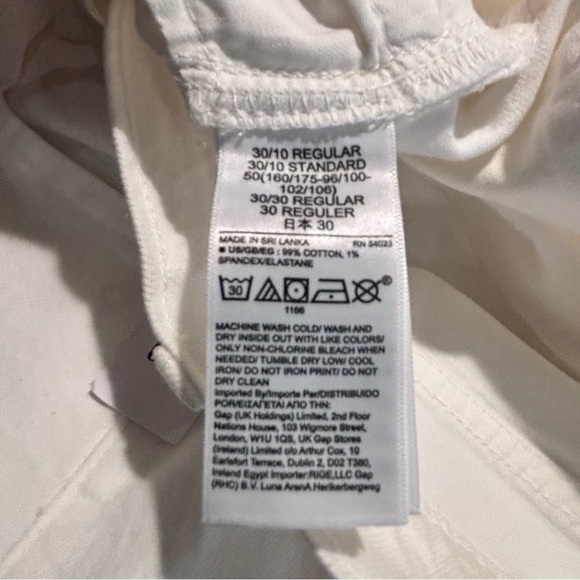 30/10 REGULAR
30/10 STANDARD
50(160/175-96/100-
102/106)
30/30 REGULAR
30 REGULER
日本 30
MADE IN SRI LANKA RN 54023
■ US/GB/EG : 99% COTTON, 1%
SPANDEX/ELASTANE
30
1166
MACHINE WASH COLD/ WASH AND
DRY INSIDE OUT WITH LIKE COLORS/
ONLY NON-CHLORINE BLEACH WHEN
NEEDED/ TUMBLE DRY LOW/ COOL
IRON/ DO NOT IRON PRINT/ DO NOT
DRY CLEAN
Imported By/Importe Par/DISTRIBUIDO
POR/ΕΙΣΑΓΕΤΑΙ ΑΠΟ ΤΗΝ:
Gap (UK Holdings) Limited, 2nd Floor
Nations House, 103 Wigmore Street,
London, W1U 1QS, UK Gap Stores
(Ireland) Limited c/o Arthur Cox, 10
Earlsfort Terrace, Dublin 2, D02 T380,
Ireland Egypt Importer:RIGE,LLC Gap
(RHC) B.V. Luna ArenA Herikerbergweg